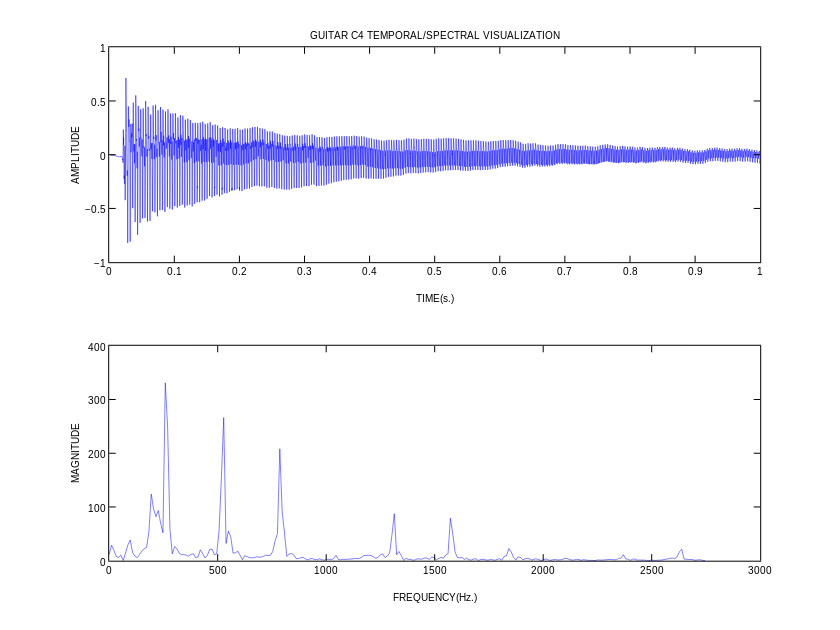 GUITAR C4 TEMPORAL/SPECTRAL VISUALIZATION
1
0.5
0
−0.5
−1
AMPLITUDE
0 0.1 0.2 0.3 0.4 0.5 0.6 0.7 0.8 0.9 1
TIME(s.)
400
300
200
100
0
MAGNITUDE
0 500 1000 1500 2000 2500 3000
FREQUENCY(Hz.)